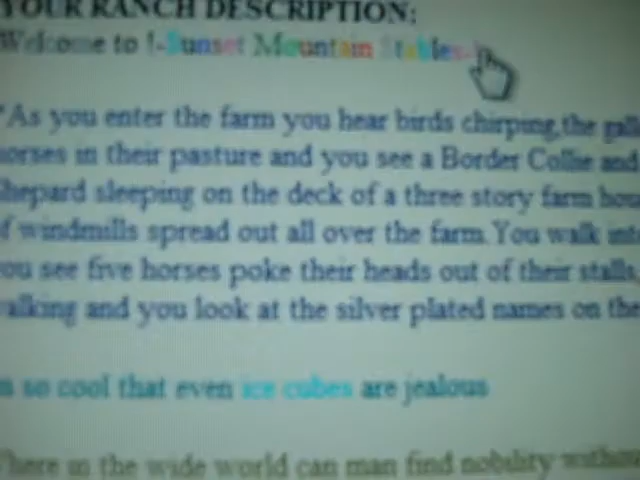 YOUR RANCH DESCRIPTION:
Welcome to !-Sunset Mountain Stables-!
*As you enter the farm you hear birds chirping,the
horses in their pasture and you see a Border Collie and
Shepard sleeping on the deck of a three story farm
of windmills spread out all over the farm.You walk
you see five horses poke their heads out of their stalls,
walking and you look at the silver plated names on the
so cool that even ice cubes are jealous
Where in the wide world can man find nobility